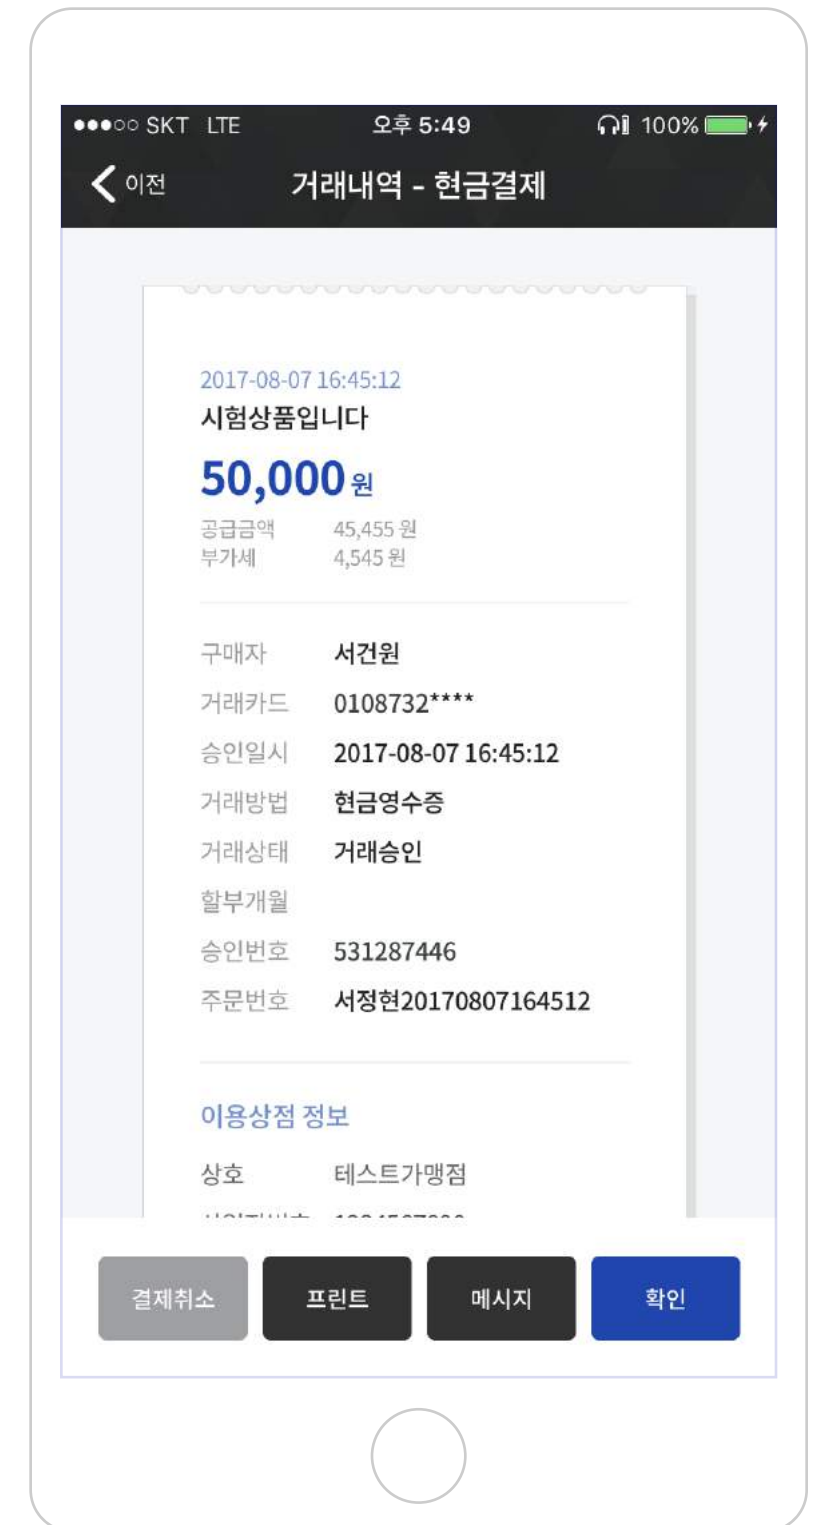 SKT LTE 오후 5:49 100%
이전 거래내역 - 현금결제
2017-08-07 16:45:12
시험상품입니다
50,000 원
공급금액 45,455 원
부가세 4,545 원
구매자 서건원
거래카드 0108732****
승인일시 2017-08-07 16:45:12
거래방법 현금영수증
거래상태 거래승인
할부개월
승인번호 531287446
주문번호 서정현20170807164512
이용상점 정보
상호 테스트가맹점
결제취소 프린트 메시지 확인